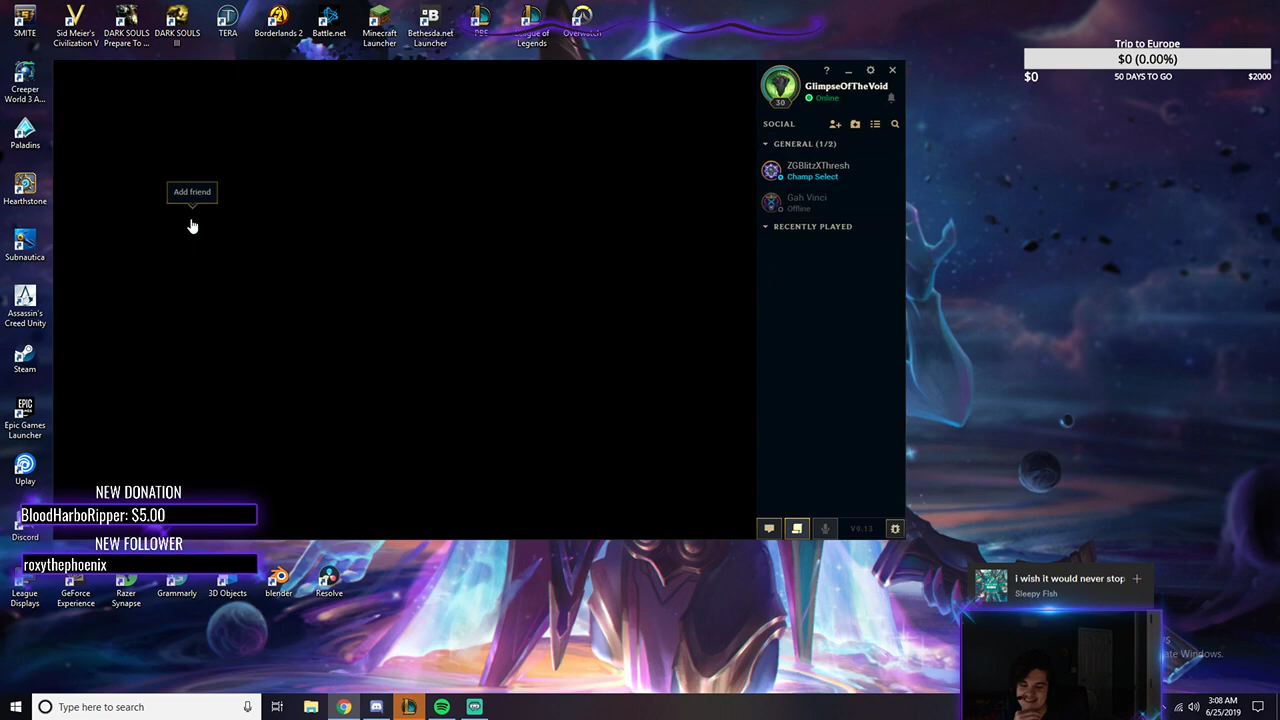 SMITE
Sid Meier's
Civilization V
DARK SOULS
Prepare To ...
DARK SOULS
III
TERA
Borderlands 2
Battle.net
Minecraft
Launcher
Bethesda.net
Launcher
PBE
League of
Legends
Overwatch
Creeper
World 3 A...
Paladins
Hearthstone
Subnautica
Assassin's
Creed Unity
Steam
Epic Games
Launcher
Uplay
Discord
Trip to Europe
$0 (0.00%)
$0
50 DAYS TO GO
$2000
Add friend
GlimpseOfTheVoid
30
Online
SOCIAL
GENERAL (1/2)
ZGBlitzXThresh
Champ Select
Gah Vinci
Offline
RECENTLY PLAYED
V9.13
NEW DONATION
BloodHarboRipper: $5.00
NEW FOLLOWER
roxythephoenix
League
Displays
GeForce
Experience
Razer
Synapse
Grammarly
3D Objects
blender
Resolve
i wish it would never stop
Sleepy Fish
Windows.
Type here to search
3:08 AM
6/25/2019